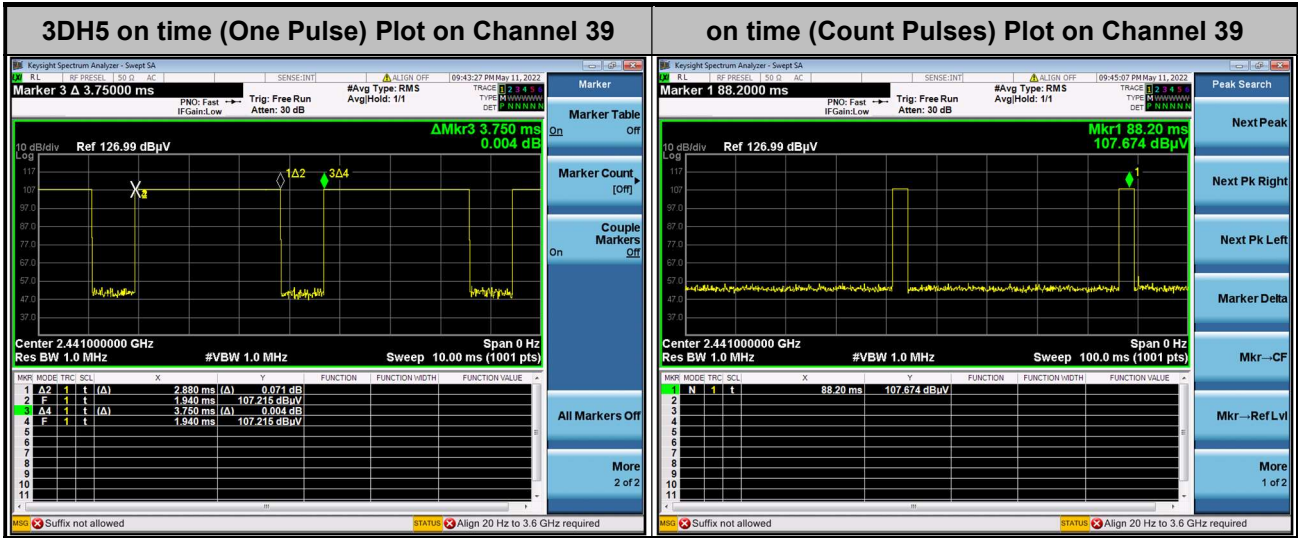 3DH5 on time (One Pulse) Plot on Channel 39
on time (Count Pulses) Plot on Channel 39
Keysight Spectrum Analyzer - Swept SA
RL RF PRESEL 50 Ω AC SENSE:INT ALIGN OFF 09:43:27 PM May 11, 2022
Marker 3 Δ 3.75000 ms
PNO: Fast Trig: Free Run #Avg Type: RMS TRACE 1 2 3 4 5 6
IFGain:Low Atten: 30 dB Avg|Hold: 1/1 TYPE M WWWWW
DET P N N N N N
ΔMkr3 3.750 ms
10 dB/div Ref 126.99 dBµV 0.004 dB
Log
117
107
97.0
87.0
77.0
67.0
57.0
47.0
37.0
1Δ2
3Δ4
Center 2.441000000 GHz Span 0 Hz
Res BW 1.0 MHz #VBW 1.0 MHz Sweep 10.00 ms (1001 pts)
MKR MODE TRC SCL X Y FUNCTION FUNCTION WIDTH FUNCTION VALUE
1 Δ2 1 t (Δ) 2.880 ms (Δ) 0.071 dB
2 F 1 t 1.940 ms 107.215 dBµV
3 Δ4 1 t (Δ) 3.750 ms (Δ) 0.004 dB
4 F 1 t 1.940 ms 107.215 dBµV
5
6
7
8
9
10
11
MSG Suffix not allowed STATUS Align 20 Hz to 3.6 GHz required
Marker
Marker Table
On Off
Marker Count
[Off]
Couple
Markers
On Off
All Markers Off
More
2 of 2
Keysight Spectrum Analyzer - Swept SA
RL RF PRESEL 50 Ω AC SENSE:INT ALIGN OFF 09:45:07 PM May 11, 2022
Marker 1 88.2000 ms
PNO: Fast Trig: Free Run #Avg Type: RMS TRACE 1 2 3 4 5 6
IFGain:Low Atten: 30 dB Avg|Hold: 1/1 TYPE M WWWWW
DET P N N N N N
Mkr1 88.20 ms
10 dB/div Ref 126.99 dBµV 107.674 dBµV
Log
117
107
97.0
87.0
77.0
67.0
57.0
47.0
37.0
1
Center 2.441000000 GHz Span 0 Hz
Res BW 1.0 MHz #VBW 1.0 MHz Sweep 100.0 ms (1001 pts)
MKR MODE TRC SCL X Y FUNCTION FUNCTION WIDTH FUNCTION VALUE
1 N 1 t 88.20 ms 107.674 dBµV
2
3
4
5
6
7
8
9
10
11
MSG Suffix not allowed STATUS Align 20 Hz to 3.6 GHz required
Peak Search
Next Peak
Next Pk Right
Next Pk Left
Marker Delta
Mkr→CF
Mkr→Ref Lvl
More
1 of 2